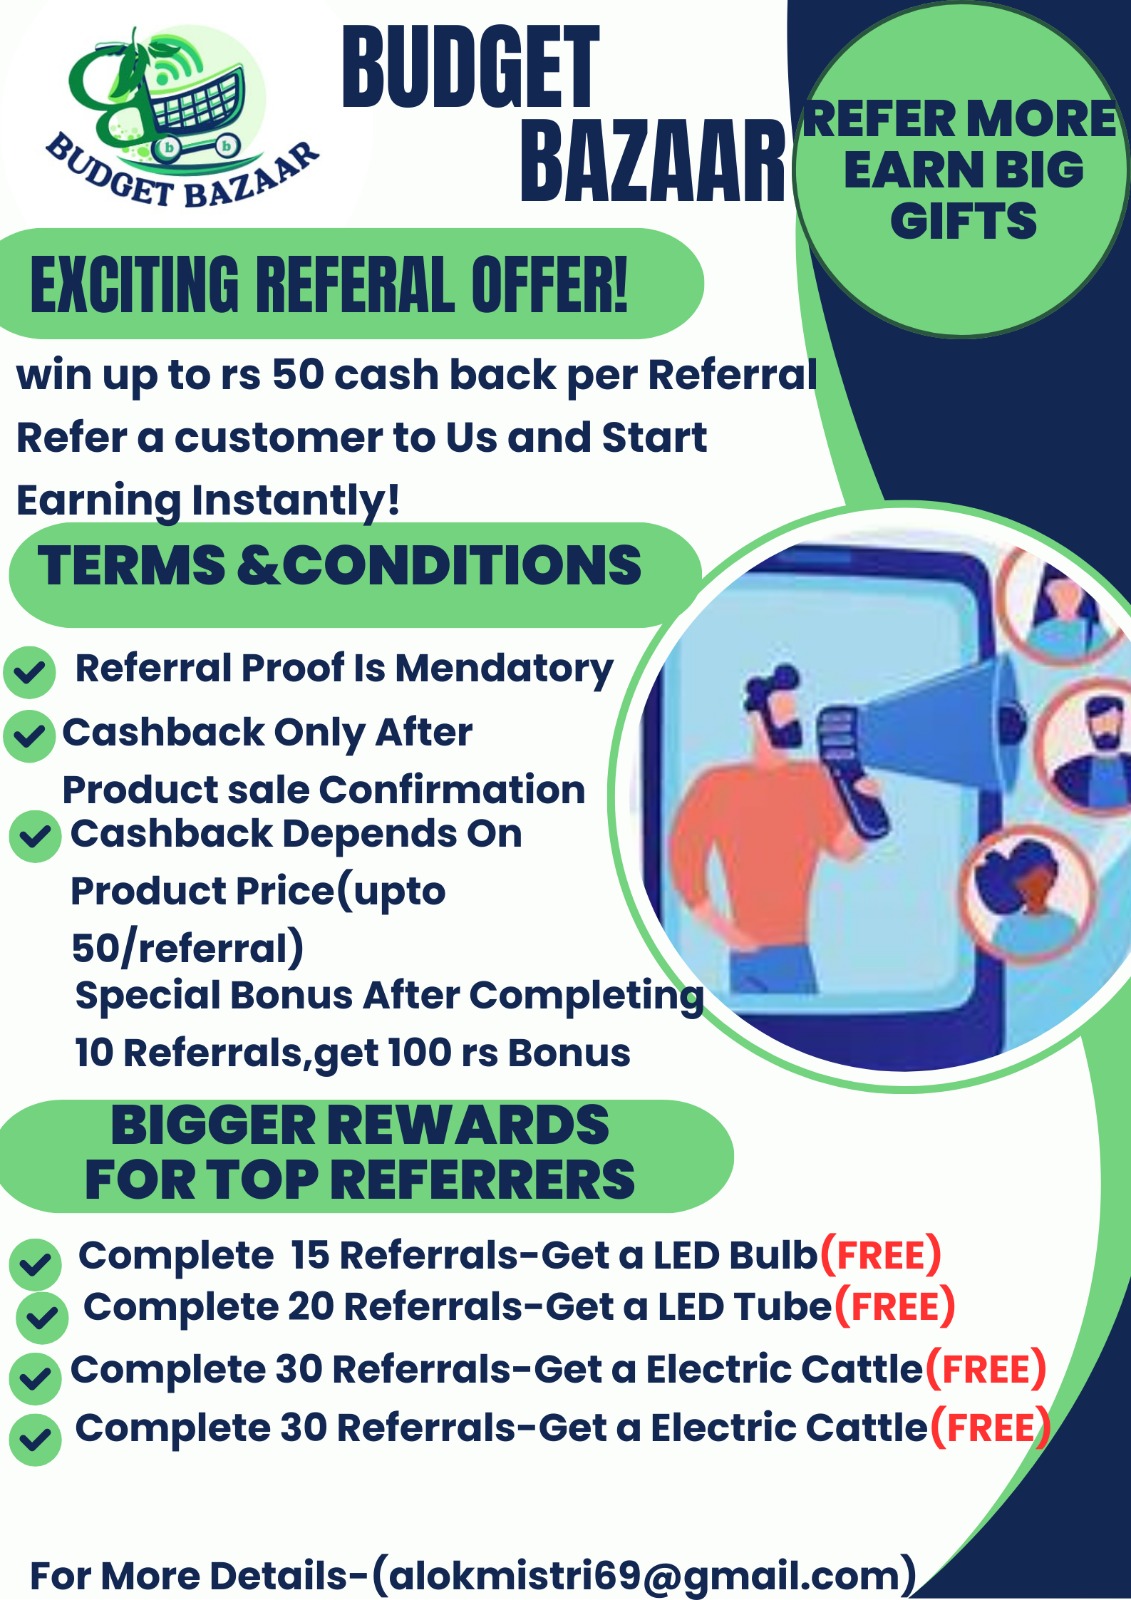 BUDGET BAZAAR
BUDGET
BAZAAR
REFER MORE
EARN BIG
GIFTS
EXCITING REFERAL OFFER!
win up to rs 50 cash back per Referral
Refer a customer to Us and Start
Earning Instantly!
TERMS &CONDITIONS
Referral Proof Is Mendatory
Cashback Only After
Product sale Confirmation
Cashback Depends On
Product Price(upto
50/referral)
Special Bonus After Completing
10 Referrals,get 100 rs Bonus
BIGGER REWARDS
FOR TOP REFERRERS
Complete 15 Referrals-Get a LED Bulb(FREE)
Complete 20 Referrals-Get a LED Tube(FREE)
Complete 30 Referrals-Get a Electric Cattle(FREE)
Complete 30 Referrals-Get a Electric Cattle(FREE)
For More Details-(alokmistri69@gmail.com)